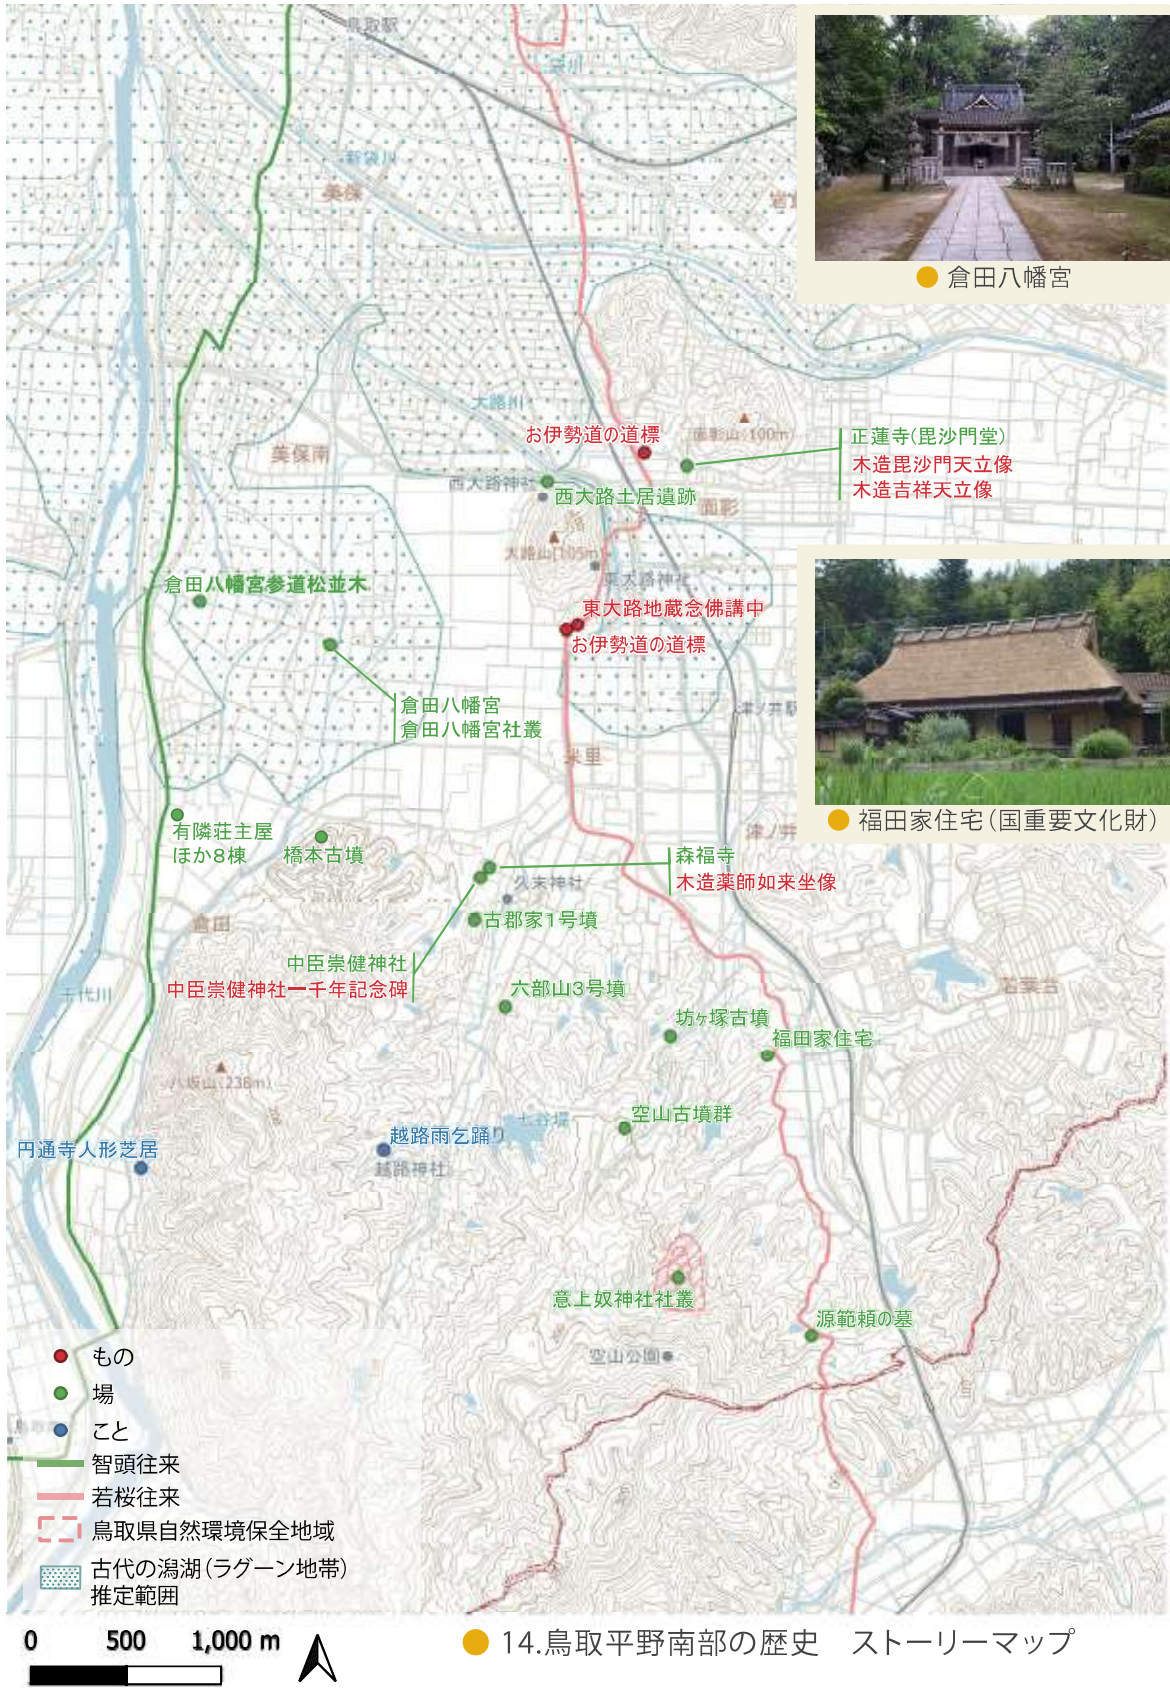 鳥取駅
袋川
新袋川
美保
倉田八幡宮
大路川
お伊勢道の道標
面影山(100m)
正蓮寺(毘沙門堂)
木造毘沙門天立像
木造吉祥天立像
美保南
西大路神社
西大路土居遺跡
面影
大路山(105m)
東大路神社
倉田八幡宮参道松並木
東大路地蔵念佛講中
お伊勢道の道標
倉田八幡宮
倉田八幡宮社叢
津ノ井駅
米里
福田家住宅(国重要文化財)
有隣荘主屋
ほか8棟
橋本古墳
津ノ井
森福寺
木造薬師如来坐像
久末神社
古郡家1号墳
倉田
中臣崇健神社
中臣崇健神社一千年記念碑
千代川
六部山3号墳
若葉台
坊ヶ塚古墳
福田家住宅
八坂山(238m)
七谷堤
空山古墳群
円通寺人形芝居
越路雨乞踊り
越路神社
意上奴神社社叢
源範頼の墓
空山公園
もの
場
こと
智頭往来
若桜往来
鳥取県自然環境保全地域
古代の潟湖(ラグーン地帯)
推定範囲
0 500 1,000 m
14.鳥取平野南部の歴史 ストーリーマップ